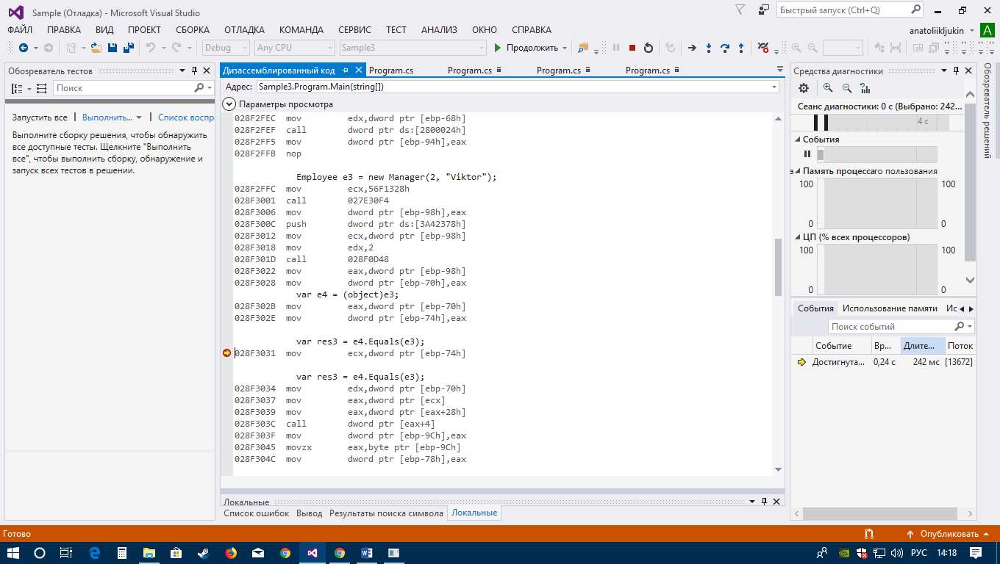 Sample (Отладка) - Microsoft Visual Studio
Быстрый запуск (Ctrl+Q)
ФАЙЛ ПРАВКА ВИД ПРОЕКТ СБОРКА ОТЛАДКА КОМАНДА СЕРВИС ТЕСТ АНАЛИЗ ОКНО СПРАВКА
anatoliikljukin A
Debug Any CPU Sample3 Продолжить
Обозреватель тестов
Поиск
Запустить все Выполнить... Список воспр
Выполните сборку решения, чтобы обнаружить
все доступные тесты. Щелкните "Выполнить
все", чтобы выполнить сборку, обнаружение и
запуск всех тестов в решении.
Дизассемблированный код Program.cs Program.cs Program.cs Program.cs
Адрес: Sample3.Program.Main(string[])
Параметры просмотра
028F2FEC mov edx,dword ptr [ebp-68h]
028F2FEF call dword ptr ds:[2800024h]
028F2FF5 mov dword ptr [ebp-94h],eax
028F2FFB nop
Employee e3 = new Manager(2, "Viktor");
028F2FFC mov ecx,56F1328h
028F3001 call 027E30F4
028F3006 mov dword ptr [ebp-98h],eax
028F300C push dword ptr ds:[3A42378h]
028F3012 mov ecx,dword ptr [ebp-98h]
028F3018 mov edx,2
028F301D call 028F0D48
028F3022 mov eax,dword ptr [ebp-98h]
028F3028 mov dword ptr [ebp-70h],eax
var e4 = (object)e3;
028F302B mov eax,dword ptr [ebp-70h]
028F302E mov dword ptr [ebp-74h],eax
var res3 = e4.Equals(e3);
028F3031 mov ecx,dword ptr [ebp-74h]
var res3 = e4.Equals(e3);
028F3034 mov edx,dword ptr [ebp-70h]
028F3037 mov eax,dword ptr [ecx]
028F3039 mov eax,dword ptr [eax+28h]
028F303C call dword ptr [eax+4]
028F303F mov dword ptr [ebp-9Ch],eax
028F3045 movzx eax,byte ptr [ebp-9Ch]
028F304C mov dword ptr [ebp-78h],eax
Локальные
Список ошибок Вывод Результаты поиска символа Локальные
Средства диагностики
Сеанс диагностики: 0 с (Выбрано: 242...
4 с
События
Память процессаго пользования
100 100
0 0
ЦП (% всех процессоров)
100 100
0 0
События Использование памяти Ис
Поиск событий
Событие Вр... Длите... Поток
Достигнута... 0,24 с 242 мс [13672]
Обозреватель решений
Готово
Опубликовать
РУС 14:18